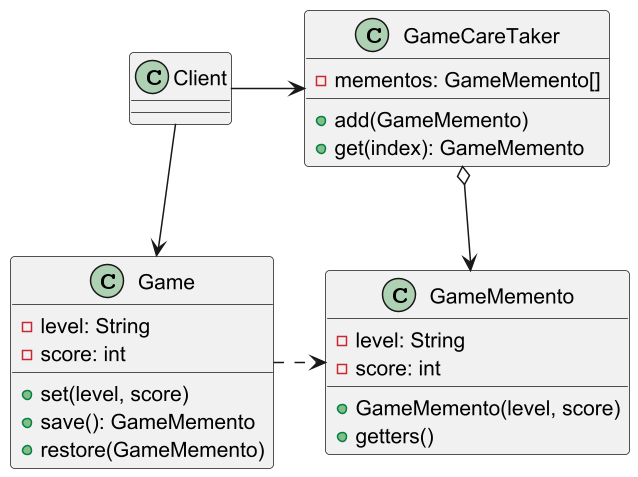 C Client
C GameCareTaker
mementos: GameMemento[]
add(GameMemento)
get(index): GameMemento
C Game
level: String
score: int
set(level, score)
save(): GameMemento
restore(GameMemento)
C GameMemento
level: String
score: int
GameMemento(level, score)
getters()